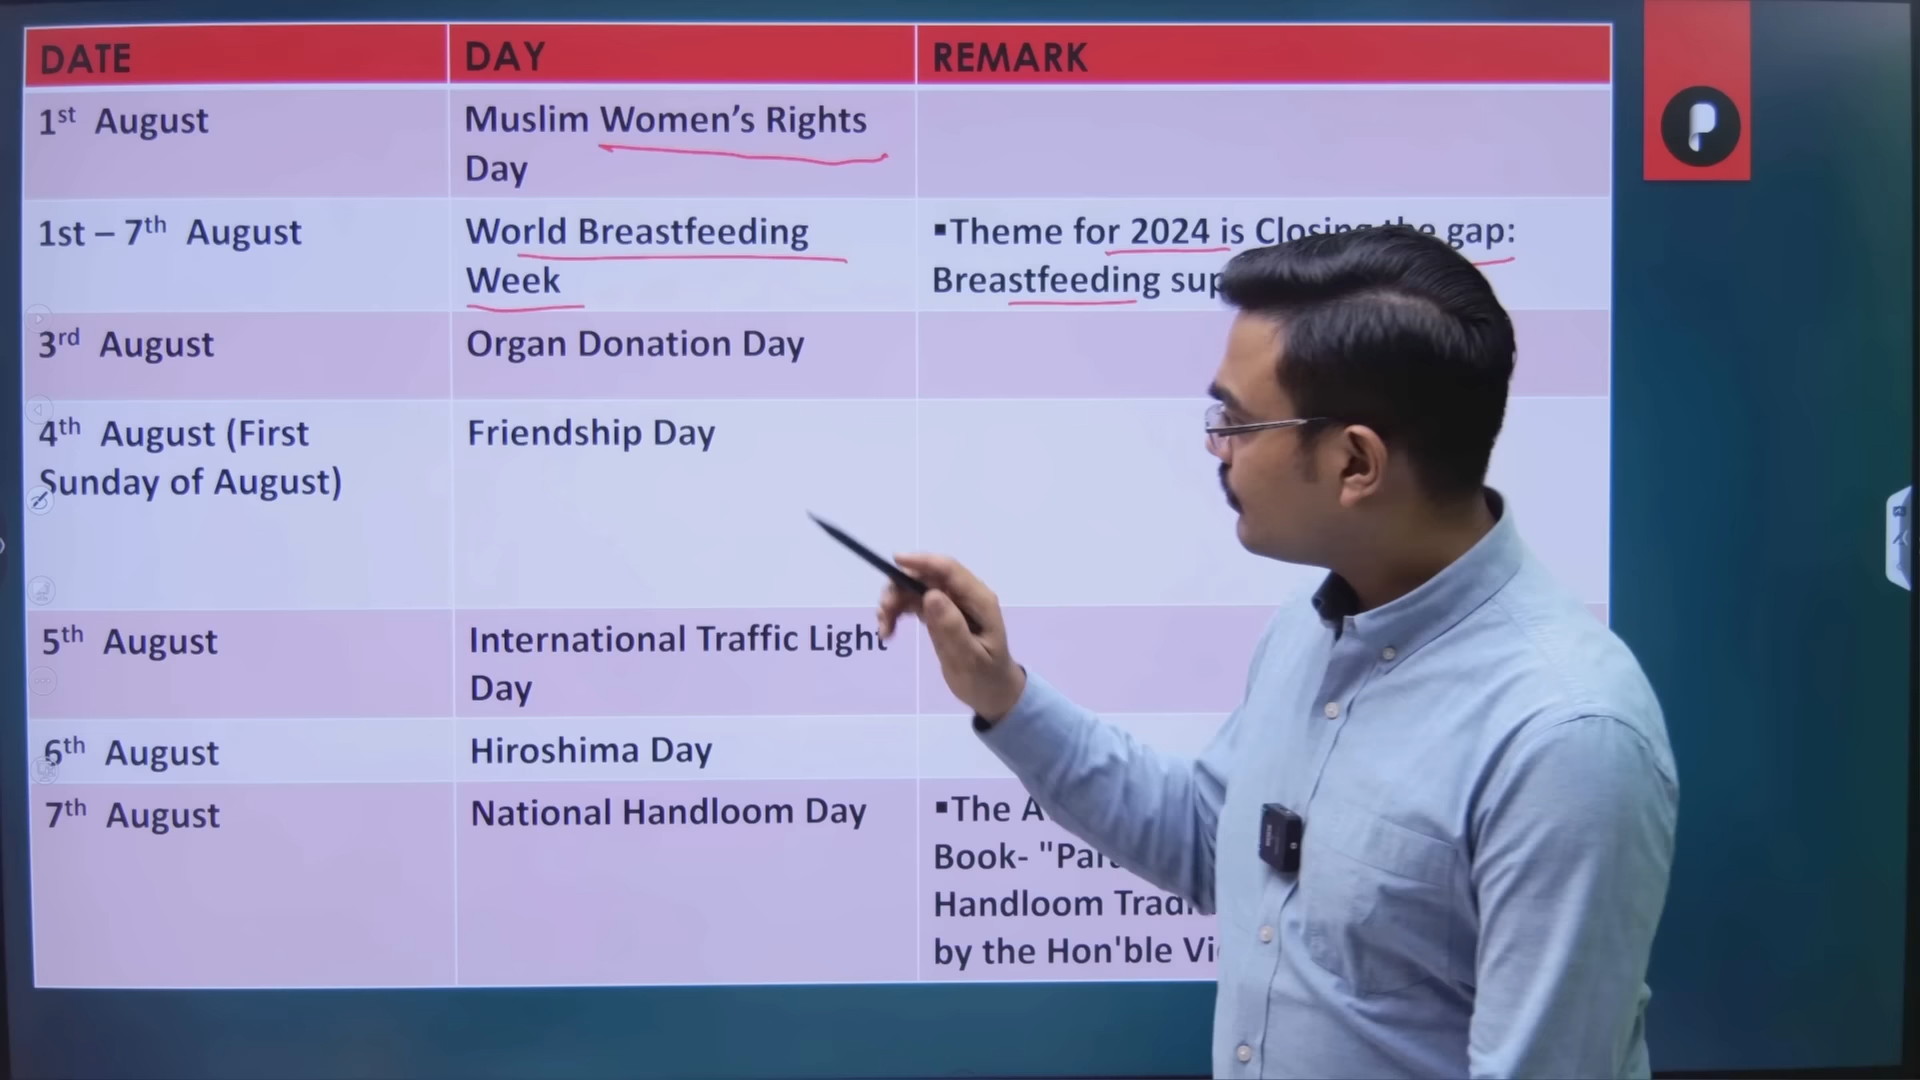 DATE DAY REMARK
1st August Muslim Women's Rights
Day
1st – 7th August World Breastfeeding ▪Theme for 2024 is Closing the gap:
Week Breastfeeding
3rd August Organ Donation Day
4th August (First Friendship Day
Sunday of August)
5th August International Traffic Light
Day
6th August Hiroshima Day
7th August National Handloom Day ▪The
Book- "
Handloom
by the Hon'ble